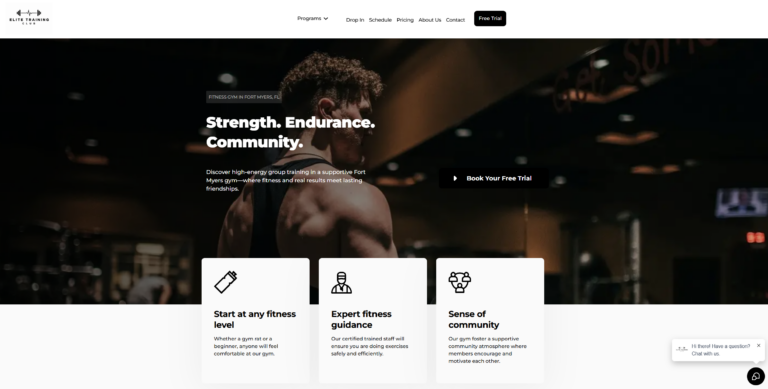 ELITE TRAINING
CLUB
Programs
Drop In
Schedule
Pricing
About Us
Contact
Free Trial
FITNESS GYM IN FORT MYERS, FL
Strength. Endurance.
Community.
Discover high-energy group training in a supportive Fort
Myers gym—where fitness and real results meet lasting
friendships.
Book Your Free Trial
Start at any fitness
level
Whether a gym rat or a
beginner, anyone will feel
comfortable at our gym.
Expert fitness
guidance
Our certified trained staff will
ensure you are doing exercises
safely and efficiently.
Sense of
community
Our gym foster a supportive
community atmosphere where
members encourage and
motivate each other.
Hi there! Have a question?
Chat with us